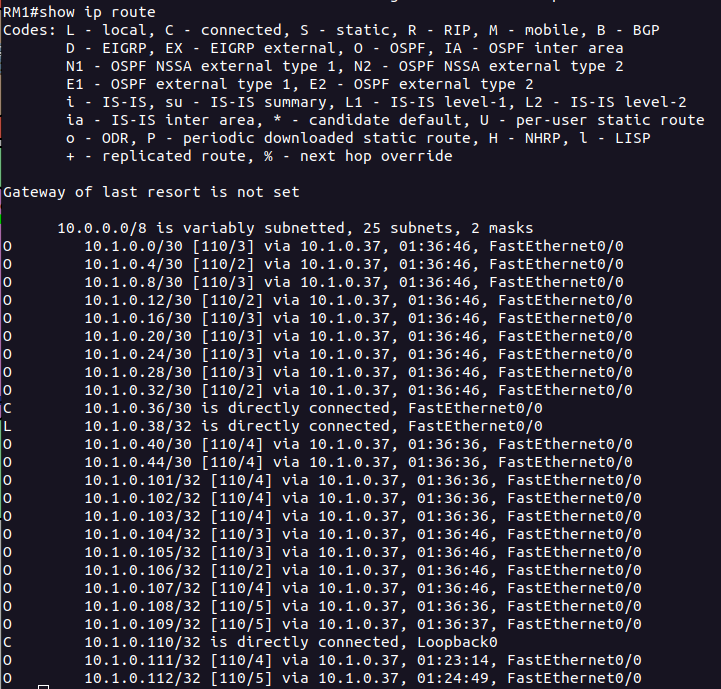 RM1#show ip route
Codes: L - local, C - connected, S - static, R - RIP, M - mobile, B - BGP
D - EIGRP, EX - EIGRP external, O - OSPF, IA - OSPF inter area
N1 - OSPF NSSA external type 1, N2 - OSPF NSSA external type 2
E1 - OSPF external type 1, E2 - OSPF external type 2
i - IS-IS, su - IS-IS summary, L1 - IS-IS level-1, L2 - IS-IS level-2
ia - IS-IS inter area, * - candidate default, U - per-user static route
o - ODR, P - periodic downloaded static route, H - NHRP, l - LISP
+ - replicated route, % - next hop override
Gateway of last resort is not set
10.0.0.0/8 is variably subnetted, 25 subnets, 2 masks
O 10.1.0.0/30 [110/3] via 10.1.0.37, 01:36:46, FastEthernet0/0
O 10.1.0.4/30 [110/2] via 10.1.0.37, 01:36:46, FastEthernet0/0
O 10.1.0.8/30 [110/3] via 10.1.0.37, 01:36:46, FastEthernet0/0
O 10.1.0.12/30 [110/2] via 10.1.0.37, 01:36:46, FastEthernet0/0
O 10.1.0.16/30 [110/3] via 10.1.0.37, 01:36:46, FastEthernet0/0
O 10.1.0.20/30 [110/3] via 10.1.0.37, 01:36:46, FastEthernet0/0
O 10.1.0.24/30 [110/3] via 10.1.0.37, 01:36:46, FastEthernet0/0
O 10.1.0.28/30 [110/3] via 10.1.0.37, 01:36:46, FastEthernet0/0
O 10.1.0.32/30 [110/2] via 10.1.0.37, 01:36:46, FastEthernet0/0
C 10.1.0.36/30 is directly connected, FastEthernet0/0
L 10.1.0.38/32 is directly connected, FastEthernet0/0
O 10.1.0.40/30 [110/4] via 10.1.0.37, 01:36:36, FastEthernet0/0
O 10.1.0.44/30 [110/4] via 10.1.0.37, 01:36:36, FastEthernet0/0
O 10.1.0.101/32 [110/4] via 10.1.0.37, 01:36:36, FastEthernet0/0
O 10.1.0.102/32 [110/4] via 10.1.0.37, 01:36:36, FastEthernet0/0
O 10.1.0.103/32 [110/4] via 10.1.0.37, 01:36:36, FastEthernet0/0
O 10.1.0.104/32 [110/3] via 10.1.0.37, 01:36:46, FastEthernet0/0
O 10.1.0.105/32 [110/3] via 10.1.0.37, 01:36:46, FastEthernet0/0
O 10.1.0.106/32 [110/2] via 10.1.0.37, 01:36:46, FastEthernet0/0
O 10.1.0.107/32 [110/4] via 10.1.0.37, 01:36:46, FastEthernet0/0
O 10.1.0.108/32 [110/5] via 10.1.0.37, 01:36:37, FastEthernet0/0
O 10.1.0.109/32 [110/5] via 10.1.0.37, 01:36:37, FastEthernet0/0
C 10.1.0.110/32 is directly connected, Loopback0
O 10.1.0.111/32 [110/4] via 10.1.0.37, 01:23:14, FastEthernet0/0
O 10.1.0.112/32 [110/5] via 10.1.0.37, 01:24:49, FastEthernet0/0